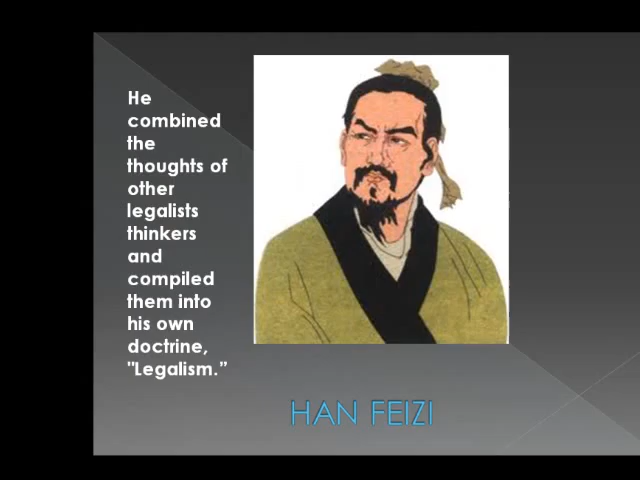 He
combined
the
thoughts of
other
legalists
thinkers
and
compiled
them into
his own
doctrine,
"Legalism.”
HAN FEIZI